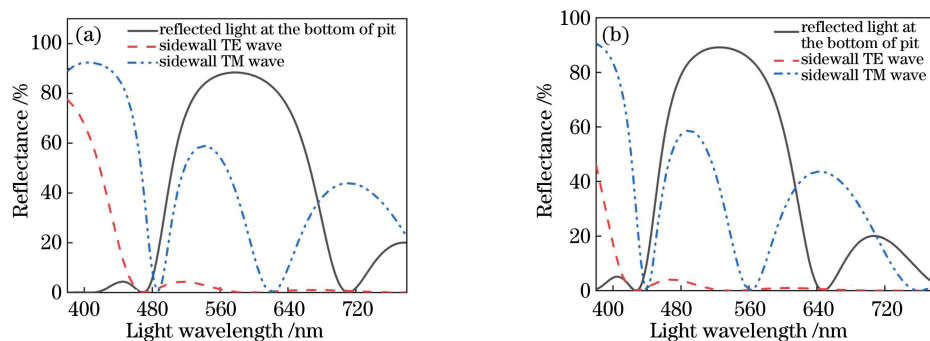 (a)
reflected light at the bottom of pit
sidewall TE wave
sidewall TM wave
100
80
60
40
20
0
Reflectance /%
400 480 560 640 720
Light wavelength /nm
(b)
reflected light at
the bottom of pit
sidewall TE wave
sidewall TM wave
100
80
60
40
20
0
Reflectance /%
400 480 560 640 720
Light wavelength /nm